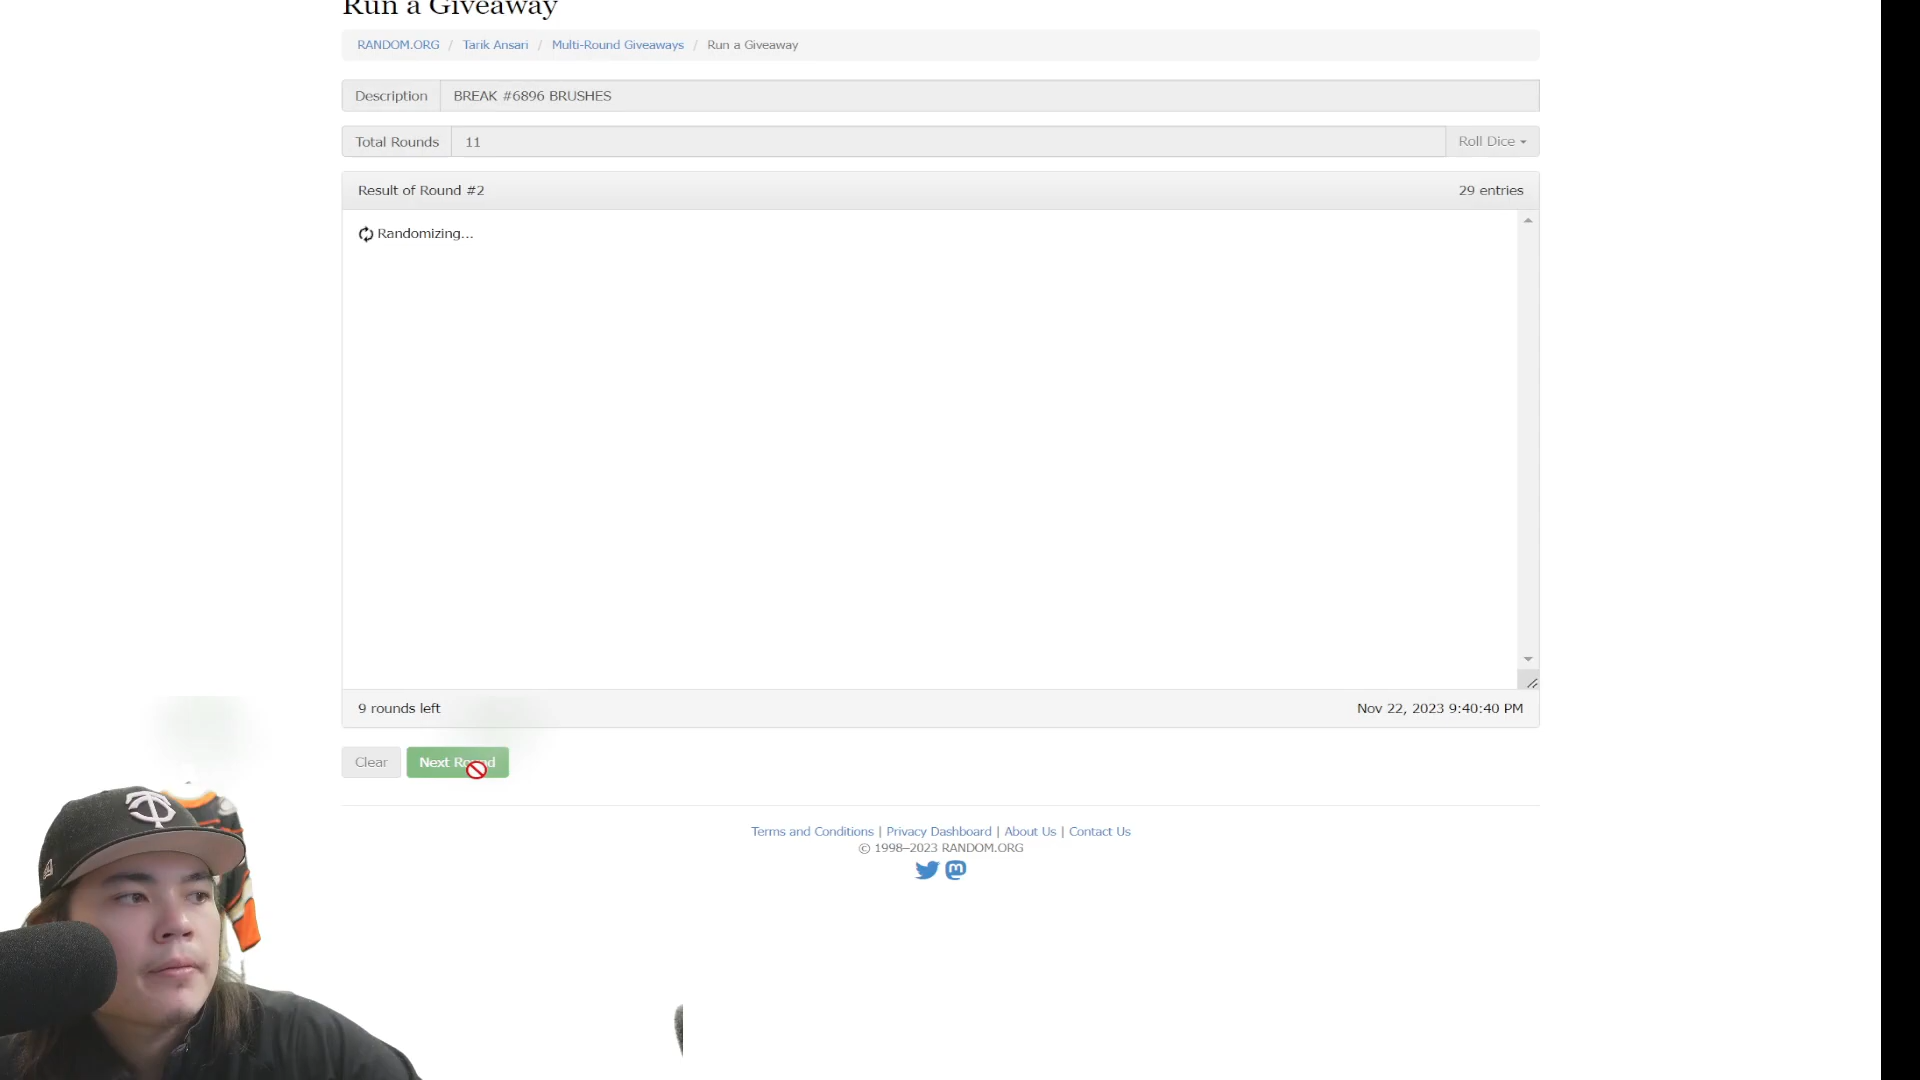 Run a Giveaway
RANDOM.ORG / Tarik Ansari / Multi-Round Giveaways / Run a Giveaway
Description BREAK #6896 BRUSHES
Total Rounds 11 Roll Dice
Result of Round #2 29 entries
Randomizing...
9 rounds left Nov 22, 2023 9:40:40 PM
Clear Next Round
Terms and Conditions | Privacy Dashboard | About Us | Contact Us
© 1998–2023 RANDOM.ORG